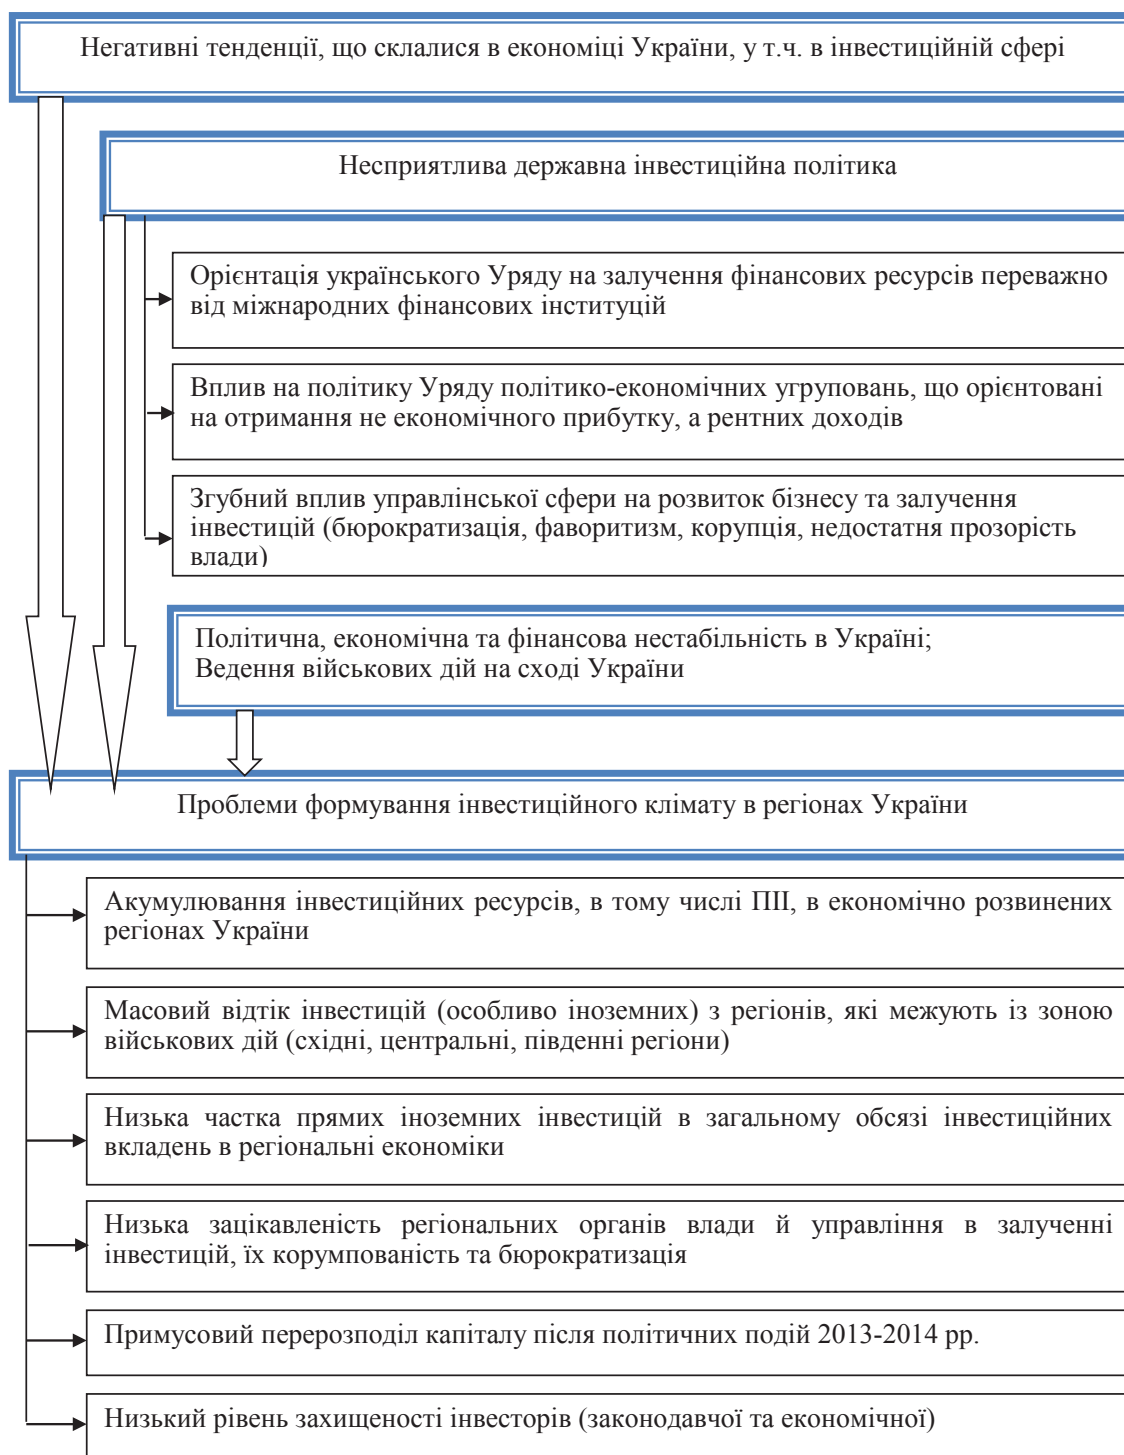 Негативні тенденції, що склалися в економіці України, у т.ч. в інвестиційній сфері
Несприятлива державна інвестиційна політика
Орієнтація українського Уряду на залучення фінансових ресурсів переважно
від міжнародних фінансових інституцій
Вплив на політику Уряду політико-економічних угруповань, що орієнтовані
на отримання не економічного прибутку, а рентних доходів
Згубний вплив управлінської сфери на розвиток бізнесу та залучення
інвестицій (бюрократизація, фаворитизм, корупція, недостатня прозорість
влади)
Політична, економічна та фінансова нестабільність в Україні;
Ведення військових дій на сході України
Проблеми формування інвестиційного клімату в регіонах України
Акумулювання інвестиційних ресурсів, в тому числі ПІІ, в економічно розвинених
регіонах України
Масовий відтік інвестицій (особливо іноземних) з регіонів, які межують із зоною
військових дій (східні, центральні, південні регіони)
Низька частка прямих іноземних інвестицій в загальному обсязі інвестиційних
вкладень в регіональні економіки
Низька зацікавленість регіональних органів влади й управління в залученні
інвестицій, їх корумпованість та бюрократизація
Примусовий перерозподіл капіталу після політичних подій 2013-2014 рр.
Низький рівень захищеності інвесторів (законодавчої та економічної)